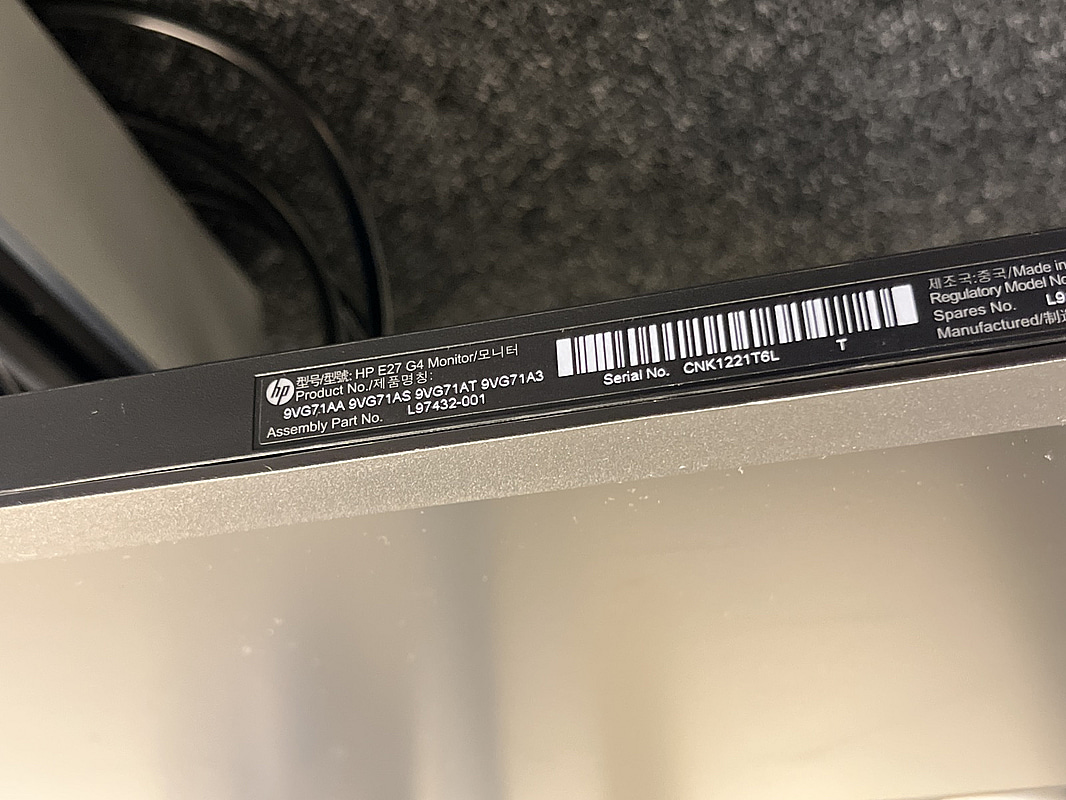 hp
型号/型號: HP E27 G4 Monitor/모니터
Product No./제품명칭:
9VG71AA 9VG71AS 9VG71AT 9VG71A3
Assembly Part No. L97432-001
Serial No. CNK1221T6L
T
제조국:중국/Made in
Regulatory Model No
Spares No. L9
Manufactured/制造